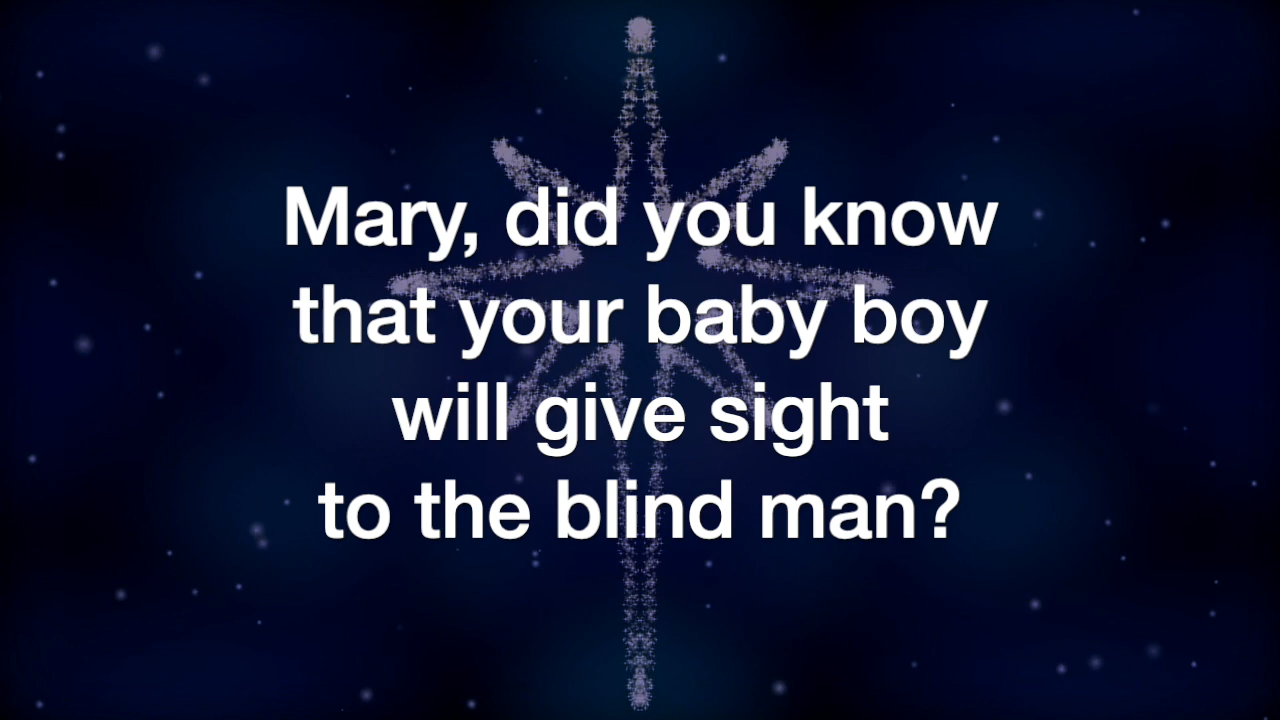 Mary, did you know
that your baby boy
will give sight
to the blind man?